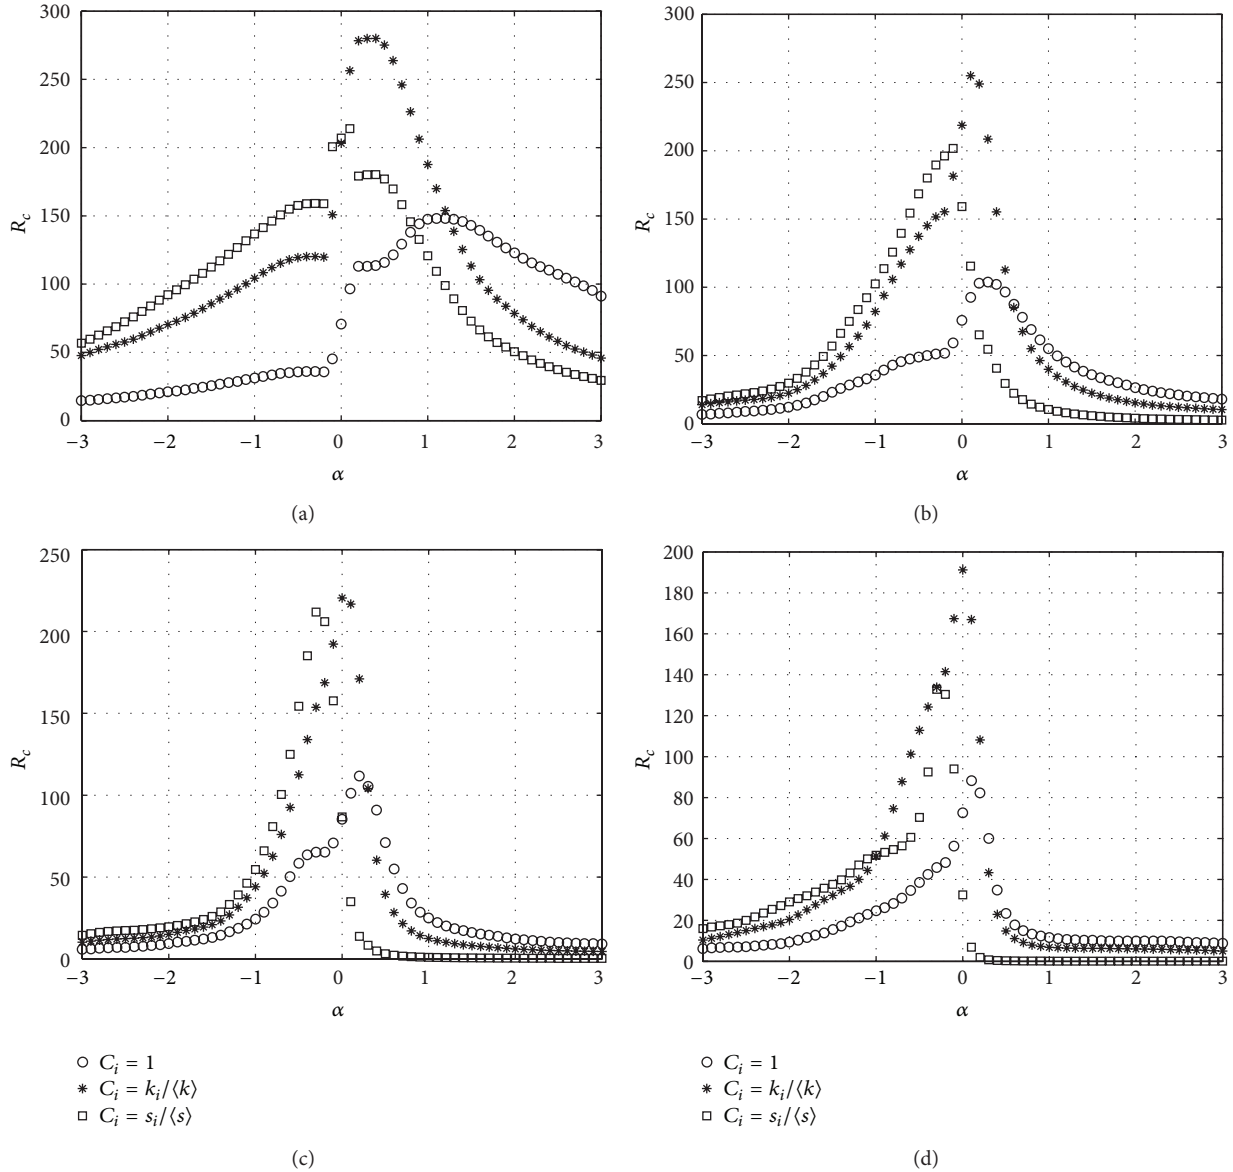 300
250
200
150
100
50
0
R_c
−3 −2 −1 0 1 2 3
α
(a)
300
250
200
150
100
50
0
R_c
−3 −2 −1 0 1 2 3
α
(b)
250
200
150
100
50
0
R_c
−3 −2 −1 0 1 2 3
α
C_i = 1
C_i = k_i/⟨k⟩
C_i = s_i/⟨s⟩
(c)
200
180
160
140
120
100
80
60
40
20
0
R_c
−3 −2 −1 0 1 2 3
α
C_i = 1
C_i = k_i/⟨k⟩
C_i = s_i/⟨s⟩
(d)